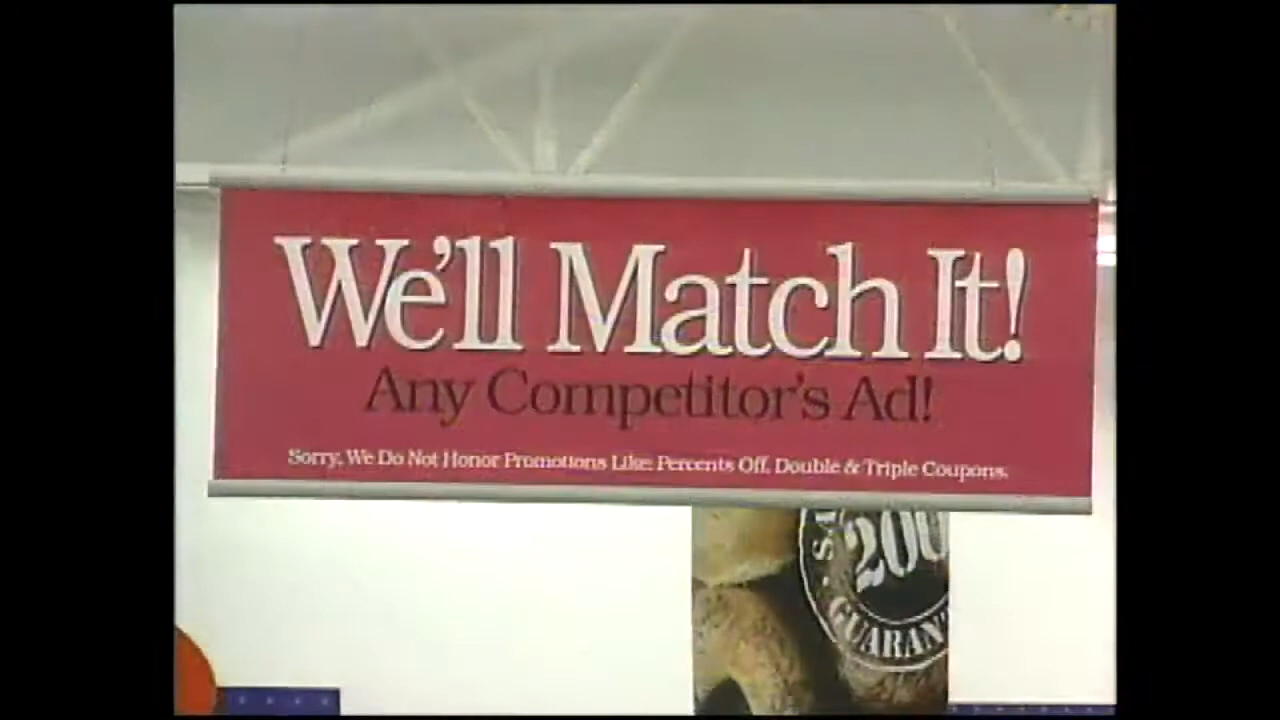 We'll Match It!
Any Competitor's Ad!
Sorry, We Do Not Honor Promotions Like: Percents Off, Double & Triple Coupons.
200